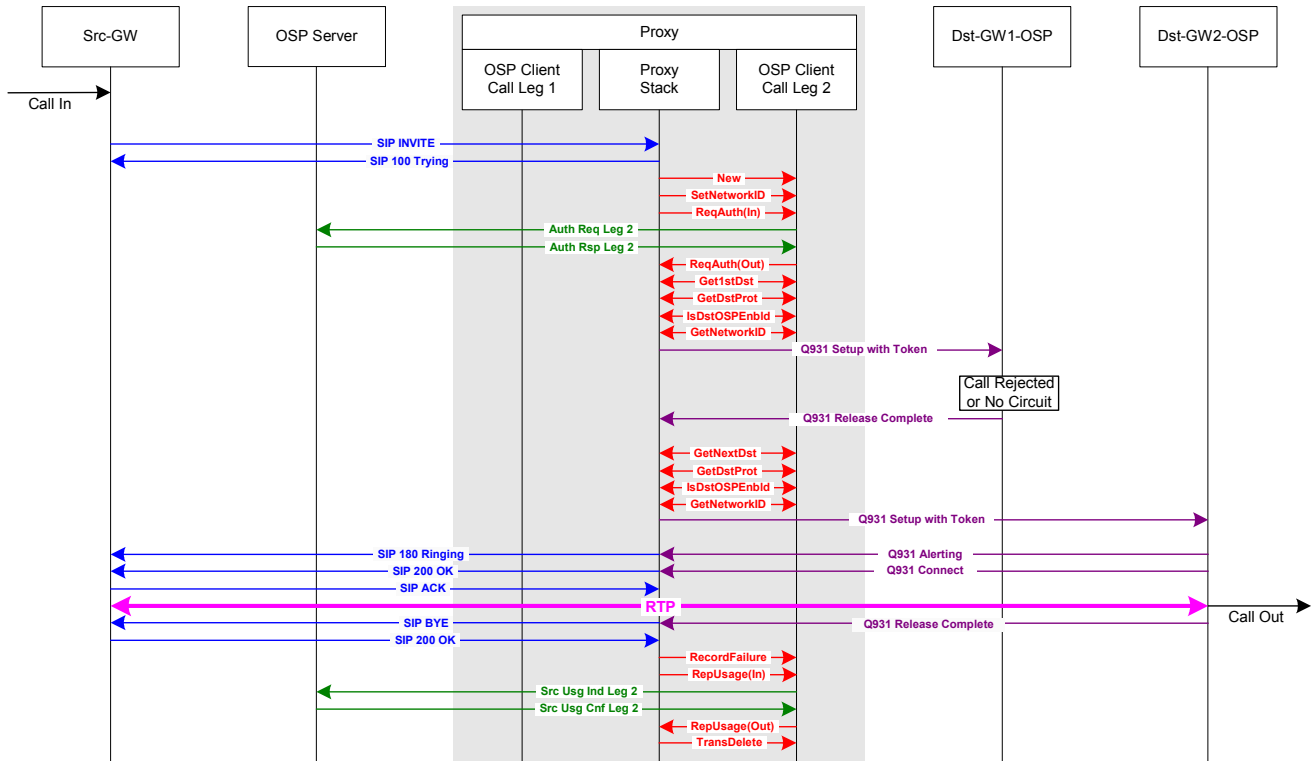 Src-GW
OSP Server
Proxy
Dst-GW1-OSP
Dst-GW2-OSP
OSP Client
Call Leg 1
Proxy
Stack
OSP Client
Call Leg 2
Call In
SIP INVITE
SIP 100 Trying
New
SetNetworkID
ReqAuth(In)
Auth Req Leg 2
Auth Rsp Leg 2
ReqAuth(Out)
Get1stDst
GetDstProt
IsDstOSPEnbld
GetNetworkID
Q931 Setup with Token
Call Rejected
or No Circuit
Q931 Release Complete
GetNextDst
GetDstProt
IsDstOSPEnbld
GetNetworkID
Q931 Setup with Token
SIP 180 Ringing
Q931 Alerting
SIP 200 OK
Q931 Connect
SIP ACK
RTP
Call Out
SIP BYE
Q931 Release Complete
SIP 200 OK
RecordFailure
RepUsage(In)
Src Usg Ind Leg 2
Src Usg Cnf Leg 2
RepUsage(Out)
TransDelete